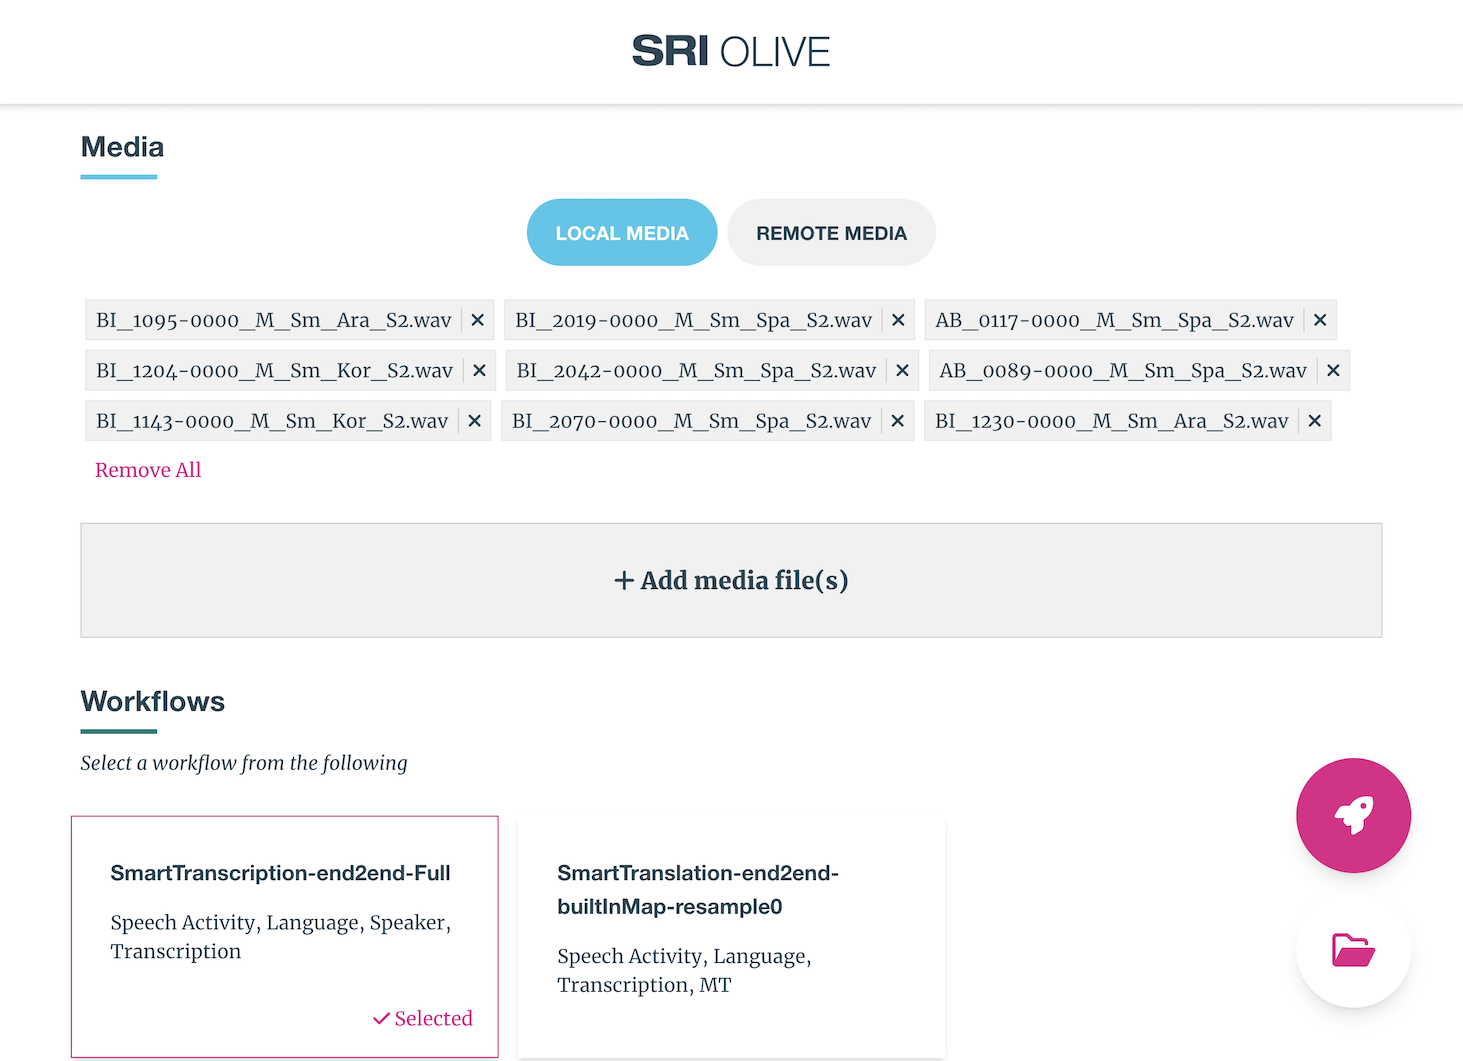 SRI OLIVE
Media
LOCAL MEDIA REMOTE MEDIA
BI_1095-0000_M_Sm_Ara_S2.wav BI_2019-0000_M_Sm_Spa_S2.wav AB_0117-0000_M_Sm_Spa_S2.wav
BI_1204-0000_M_Sm_Kor_S2.wav BI_2042-0000_M_Sm_Spa_S2.wav AB_0089-0000_M_Sm_Spa_S2.wav
BI_1143-0000_M_Sm_Kor_S2.wav BI_2070-0000_M_Sm_Spa_S2.wav BI_1230-0000_M_Sm_Ara_S2.wav
Remove All
+ Add media file(s)
Workflows
Select a workflow from the following
SmartTranscription-end2end-Full
Speech Activity, Language, Speaker,
Transcription
Selected
SmartTranslation-end2end-
builtInMap-resample0
Speech Activity, Language,
Transcription, MT